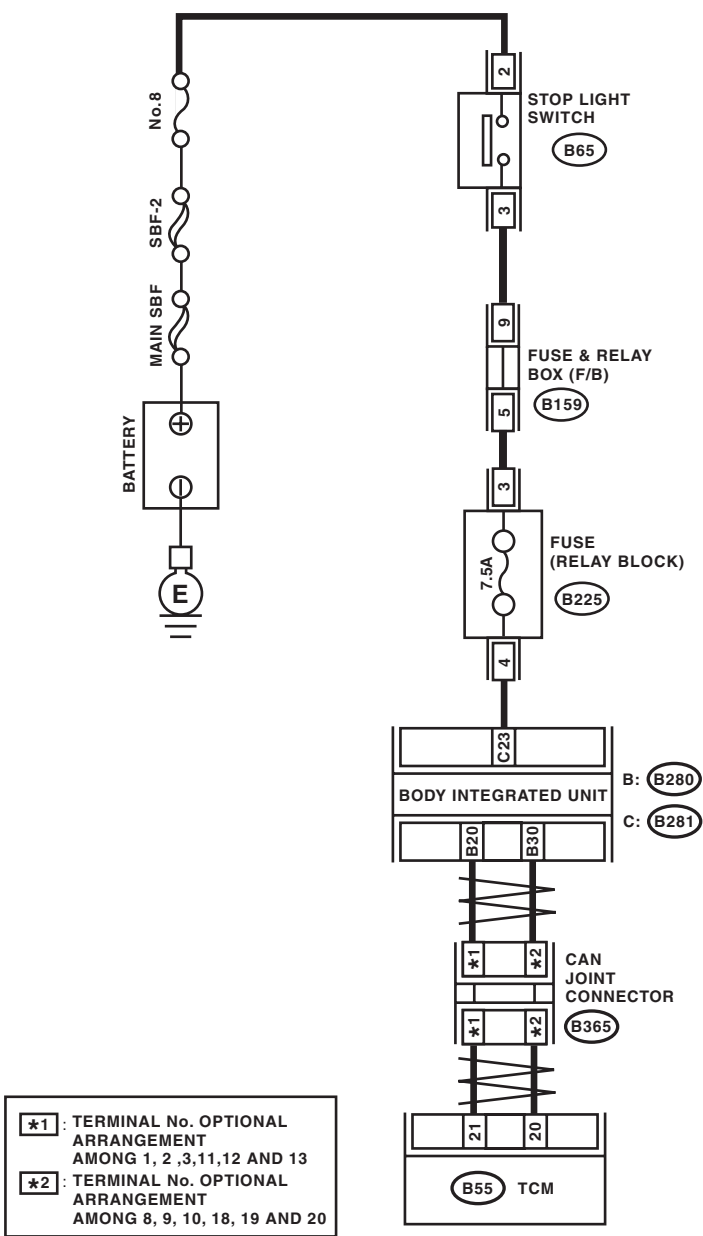 No.8
SBF-2
MAIN SBF
BATTERY
E
2
STOP LIGHT
SWITCH
B65
3
9
FUSE & RELAY
BOX (F/B)
B159
5
3
7.5A
FUSE
(RELAY BLOCK)
B225
4
C23
BODY INTEGRATED UNIT
B: B280
C: B281
B20 B30
*1 *2
CAN
JOINT
CONNECTOR
B365
*1 *2
21 20
B55 TCM
*1 : TERMINAL No. OPTIONAL
ARRANGEMENT
AMONG 1, 2 ,3,11,12 AND 13
*2 : TERMINAL No. OPTIONAL
ARRANGEMENT
AMONG 8, 9, 10, 18, 19 AND 20